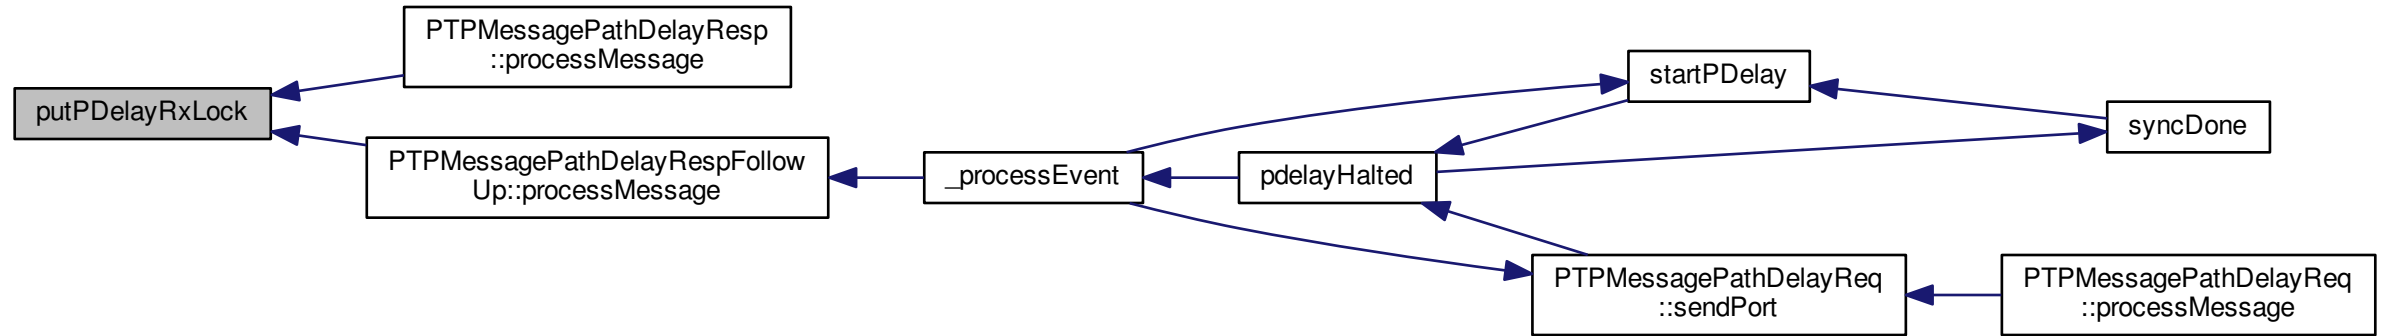 putPDelayRxLock
PTPMessagePathDelayResp
::processMessage
PTPMessagePathDelayRespFollow
Up::processMessage
_processEvent
pdelayHalted
startPDelay
syncDone
PTPMessagePathDelayReq
::sendPort
PTPMessagePathDelayReq
::processMessage